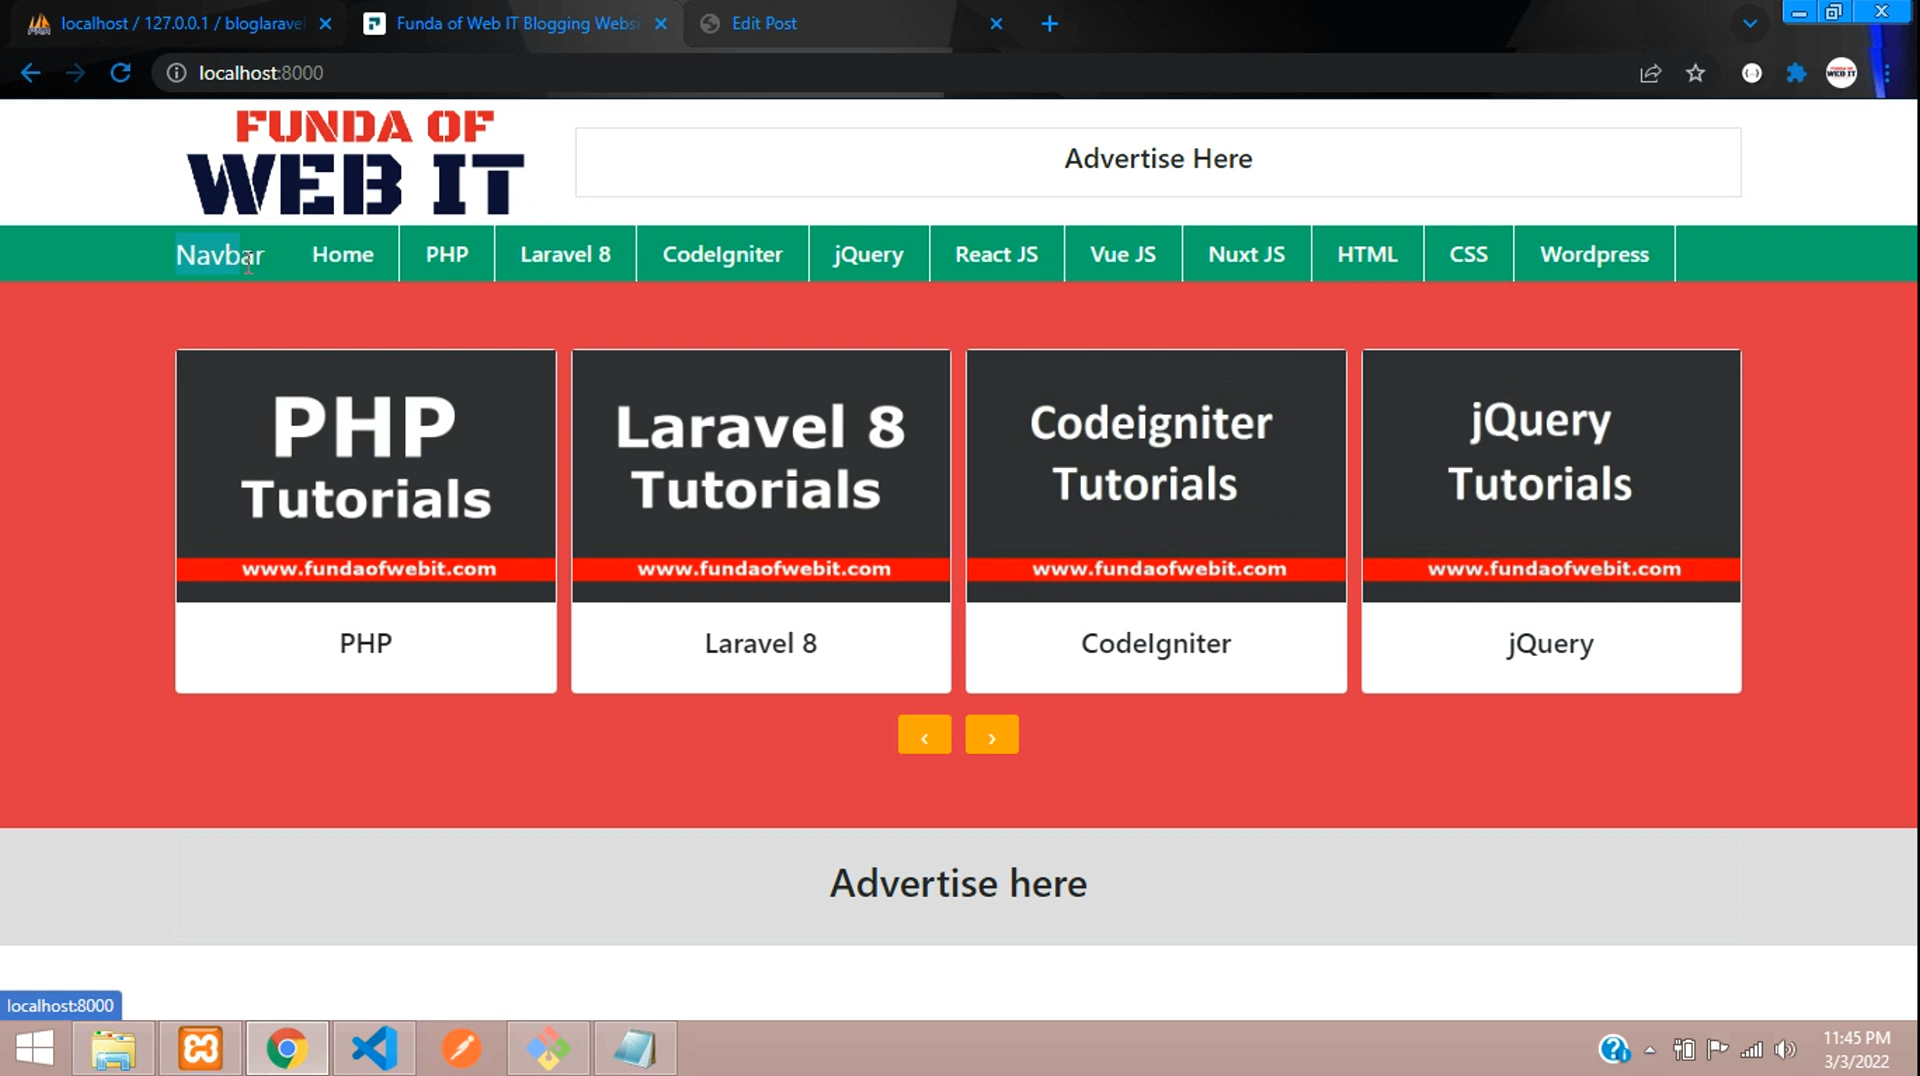 localhost / 127.0.0.1 / bloglaravel
Funda of Web IT Blogging Websi
Edit Post
localhost:8000
FUNDA OF
WEB IT
Advertise Here
Navbar
Home
PHP
Laravel 8
CodeIgniter
jQuery
React JS
Vue JS
Nuxt JS
HTML
CSS
Wordpress
PHP
Tutorials
www.fundaofwebit.com
PHP
Laravel 8
Tutorials
www.fundaofwebit.com
Laravel 8
Codeigniter
Tutorials
www.fundaofwebit.com
CodeIgniter
jQuery
Tutorials
www.fundaofwebit.com
jQuery
Advertise here
localhost:8000
11:45 PM
3/3/2022